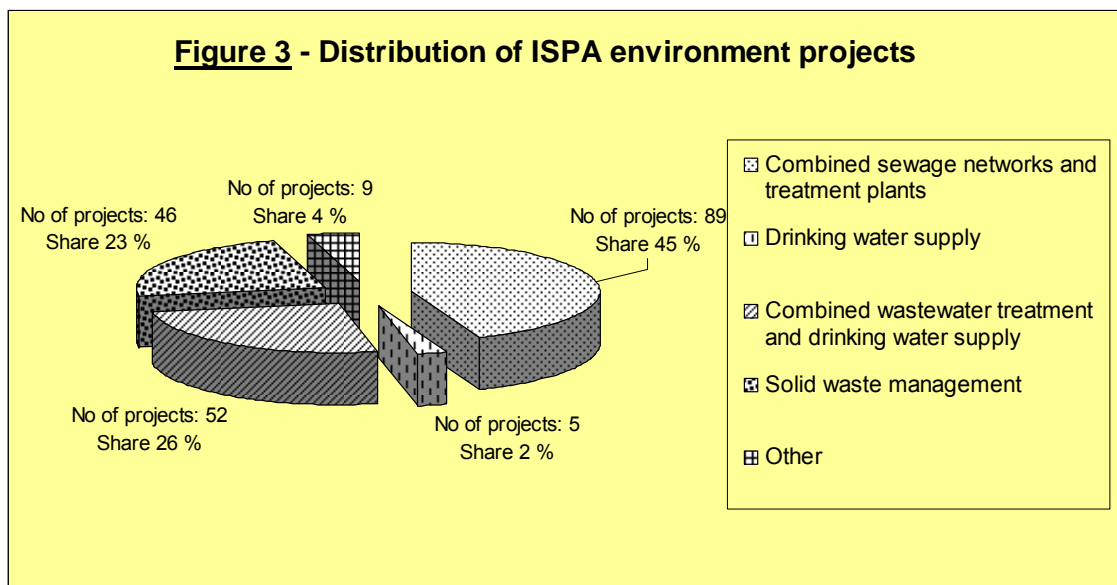 Figure 3 - Distribution of ISPA environment projects
No of projects: 9
Share 4 %
No of projects: 46
Share 23 %
No of projects: 89
Share 45 %
No of projects: 52
Share 26 %
No of projects: 5
Share 2 %
Combined sewage networks and
treatment plants
Drinking water supply
Combined wastewater treatment
and drinking water supply
Solid waste management
Other